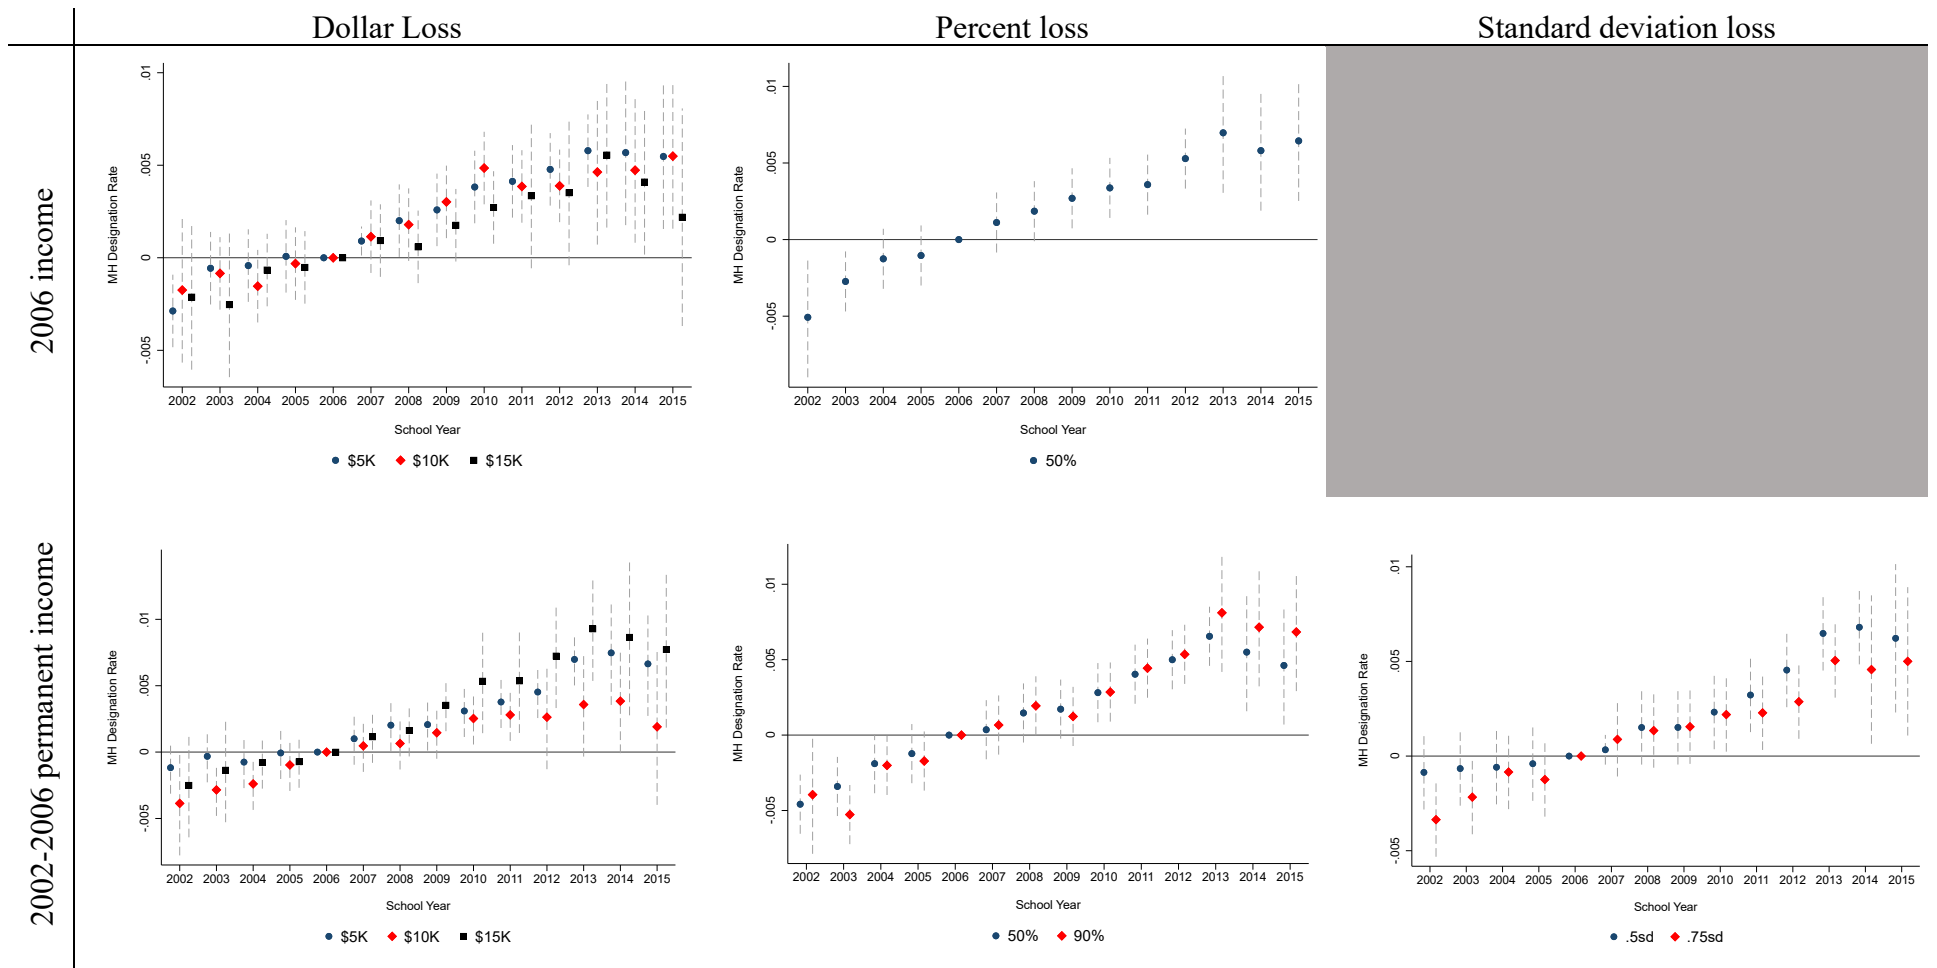 Dollar Loss
Percent loss
Standard deviation loss
2006 income
MH Designation Rate
.01
.005
0
-.005
2002 2003 2004 2005 2006 2007 2008 2009 2010 2011 2012 2013 2014 2015
School Year
$5K $10K $15K
MH Designation Rate
.01
.005
0
-.005
2002 2003 2004 2005 2006 2007 2008 2009 2010 2011 2012 2013 2014 2015
School Year
50%
2002-2006 permanent income
MH Designation Rate
.01
.005
0
-.005
2002 2003 2004 2005 2006 2007 2008 2009 2010 2011 2012 2013 2014 2015
School Year
$5K $10K $15K
MH Designation Rate
.01
.005
0
-.005
2002 2003 2004 2005 2006 2007 2008 2009 2010 2011 2012 2013 2014 2015
School Year
50% 90%
MH Designation Rate
.01
.005
0
-.005
2002 2003 2004 2005 2006 2007 2008 2009 2010 2011 2012 2013 2014 2015
School Year
.5sd .75sd